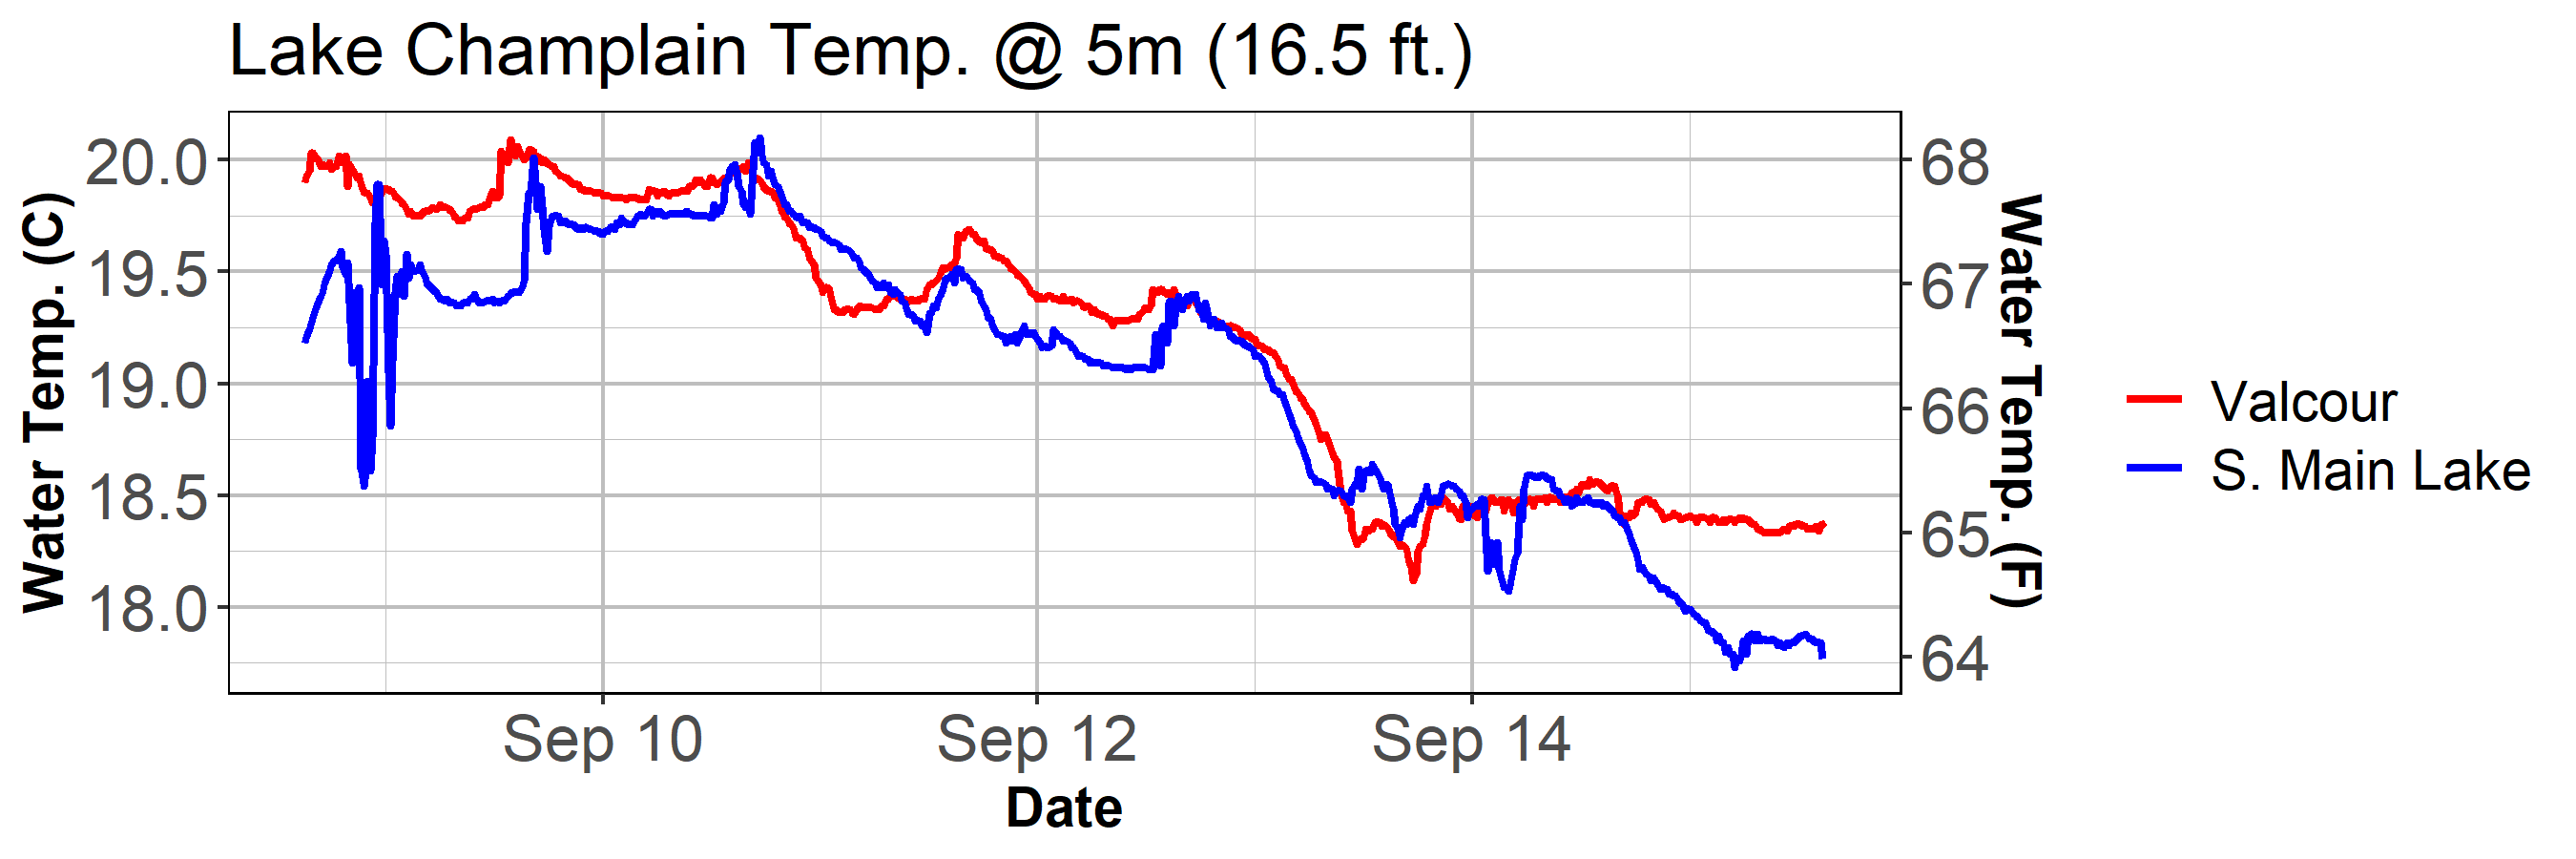 Lake Champlain Temp. @ 5m (16.5 ft.)
Water Temp. (C)
20.0
19.5
19.0
18.5
18.0
68
67
66
65
64
Water Temp. (F)
Sep 10
Sep 12
Sep 14
Date
Valcour
S. Main Lake